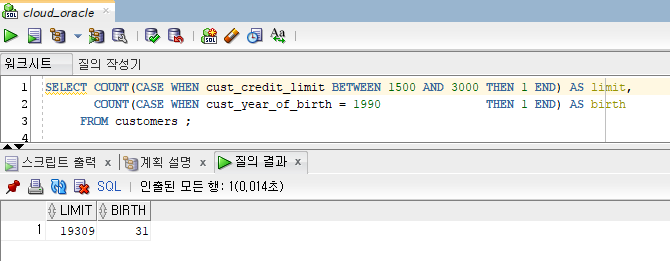 cloud_oracle
SQL
Aa
워크시트 질의 작성기
1 SELECT COUNT(CASE WHEN cust_credit_limit BETWEEN 1500 AND 3000 THEN 1 END) AS limit,
2 COUNT(CASE WHEN cust_year_of_birth = 1990 THEN 1 END) AS birth
3 FROM customers ;
4
스크립트 출력 x 계획 설명 x 질의 결과 x
SQL | 인출된 모든 행: 1(0,014초)
LIMIT BIRTH
1 19309 31